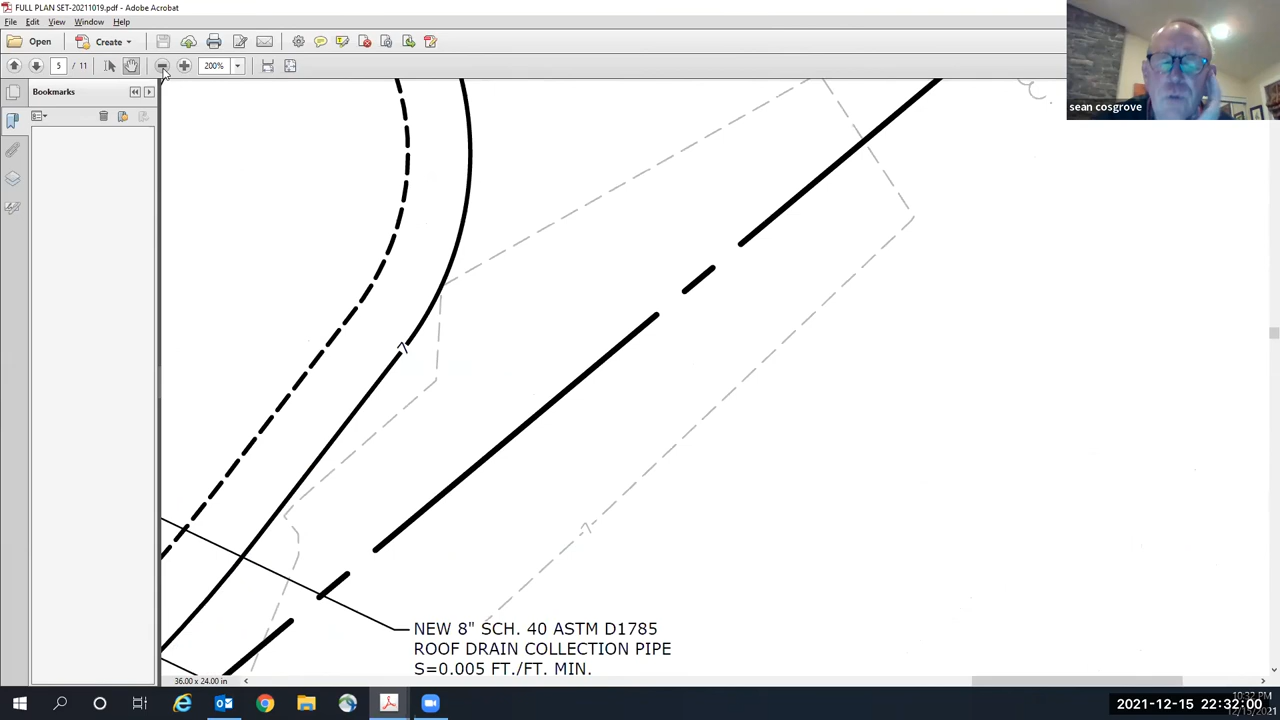 FULL PLAN SET-20211019.pdf - Adobe Acrobat
File Edit View Window Help
Open
Create
5 / 11
200%
Bookmarks
sean cosgrove
7
-7-
NEW 8" SCH. 40 ASTM D1785
ROOF DRAIN COLLECTION PIPE
S=0.005 FT./FT. MIN.
36.00 x 24.00 in
2021-12-15 22:32:00